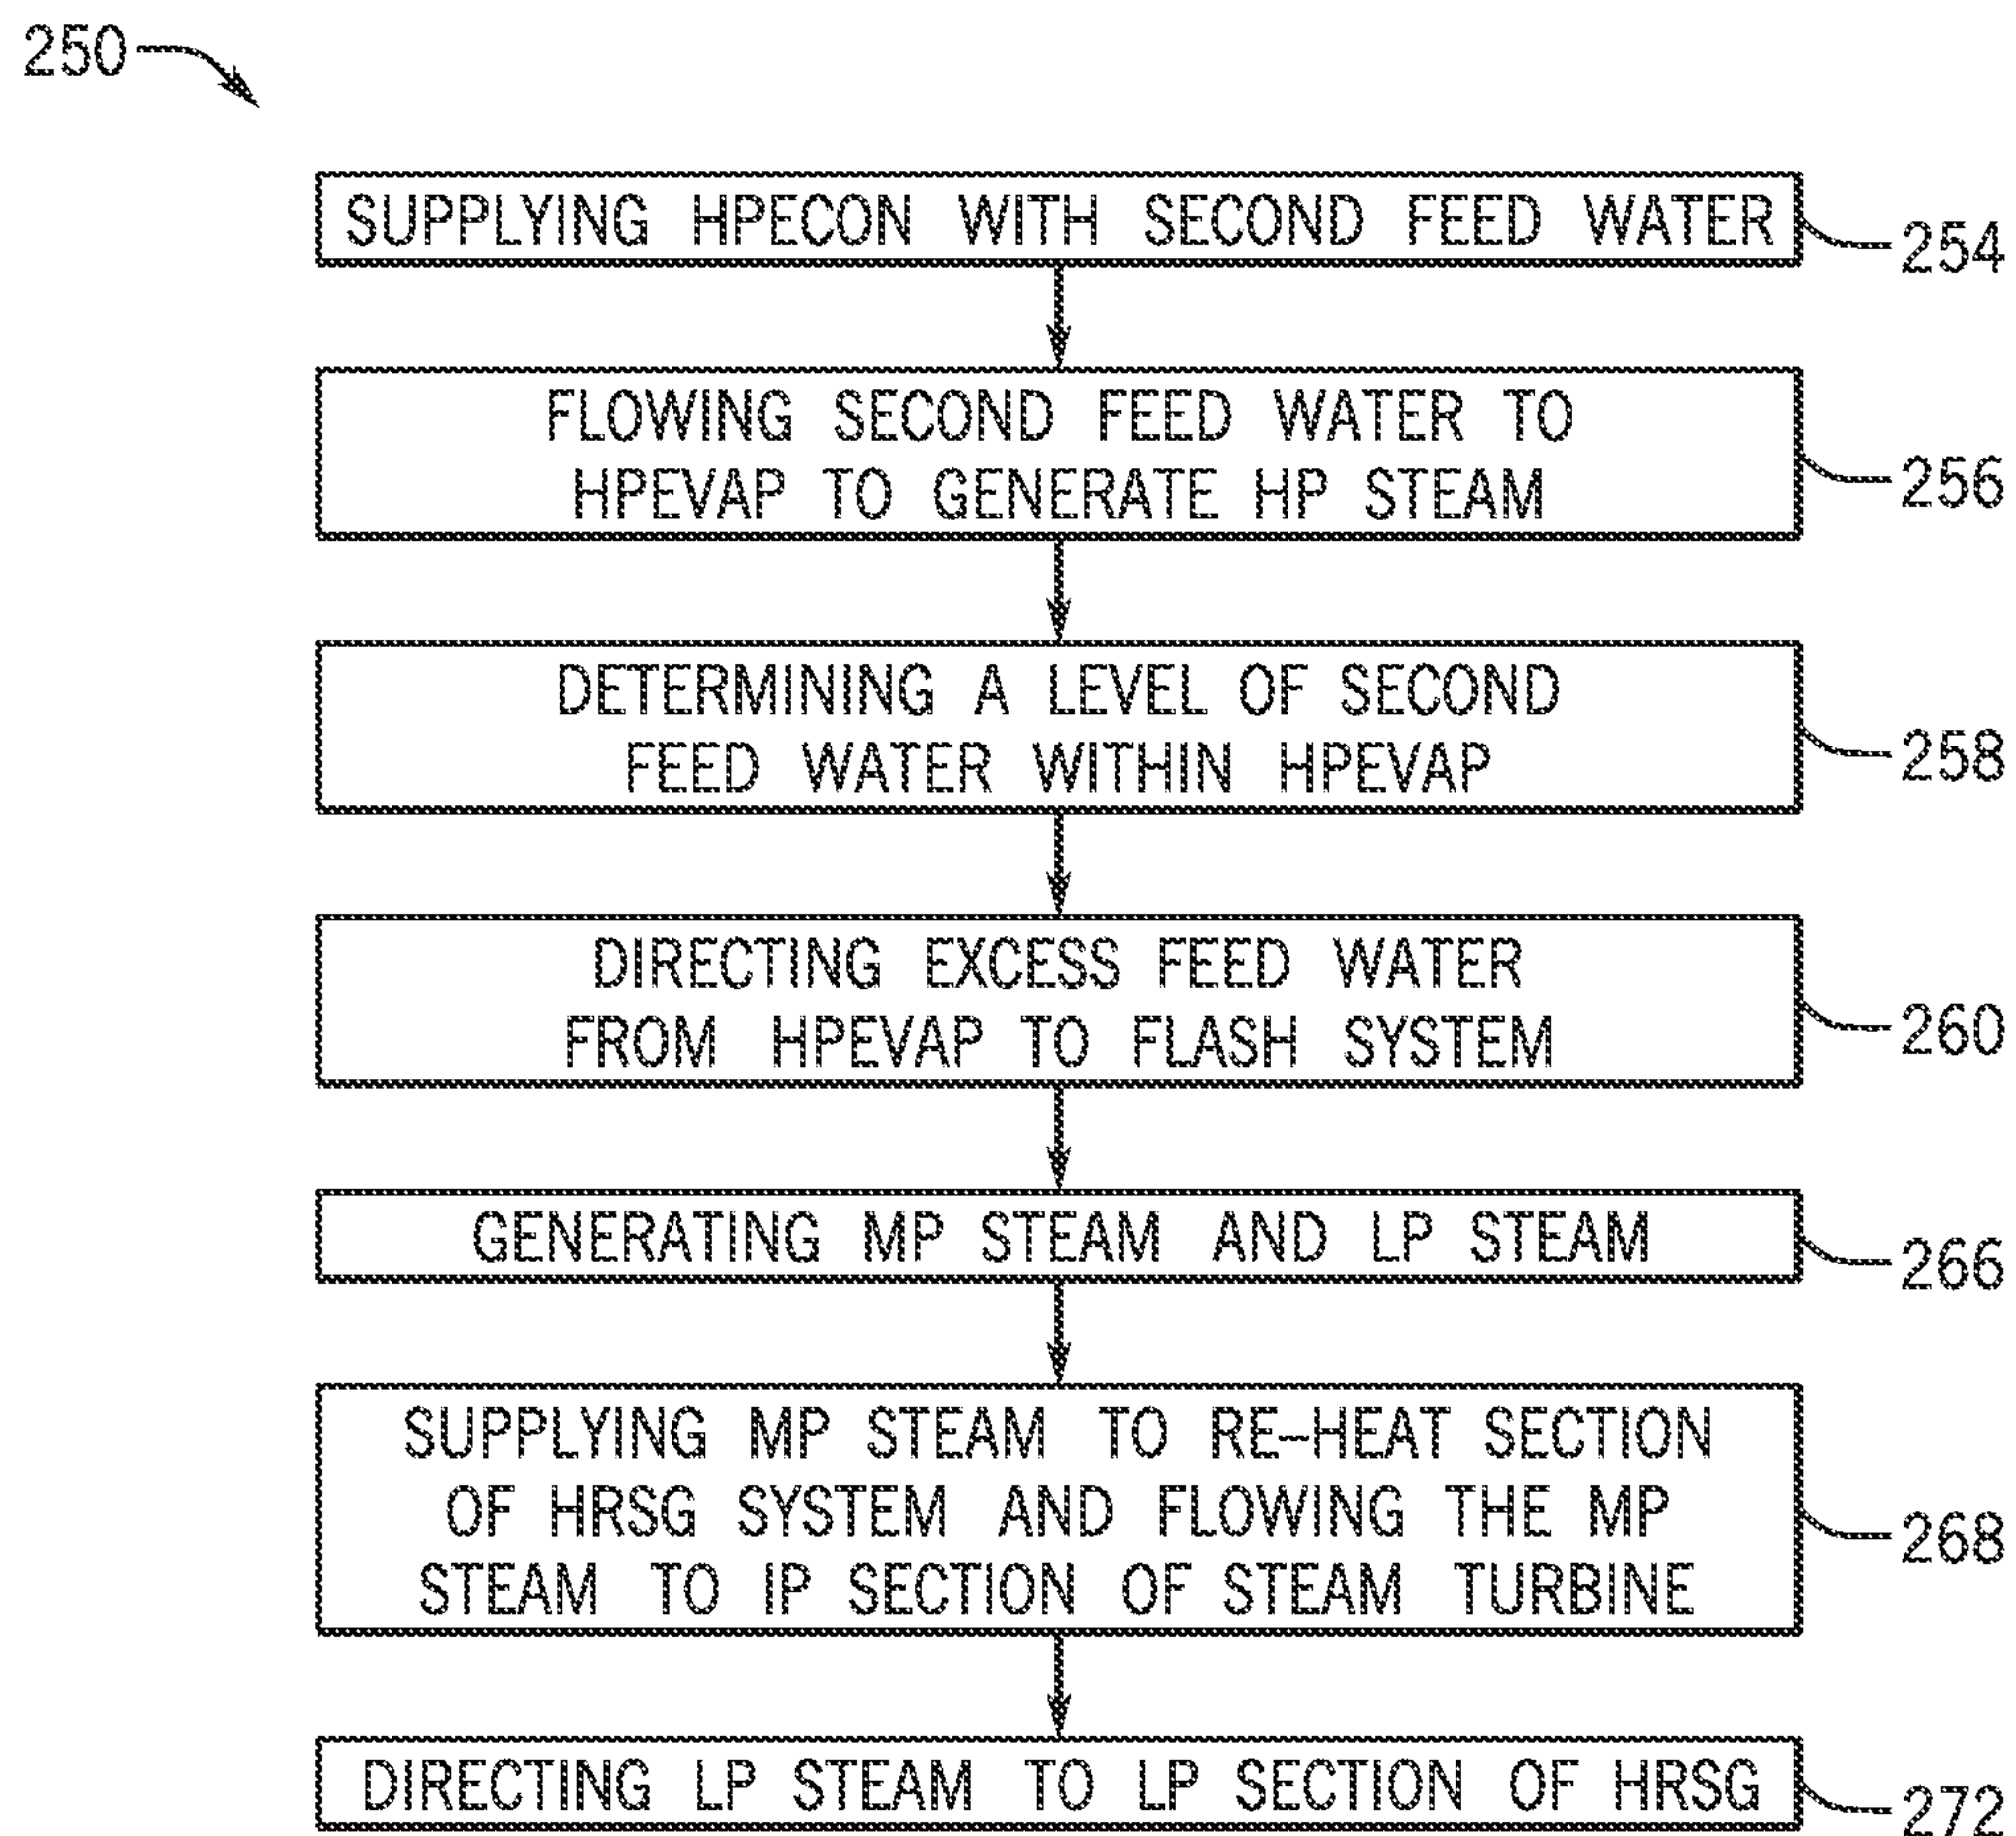 250
SUPPLYING HPECON WITH SECOND FEED WATER
254
FLOWING SECOND FEED WATER TO
HPEVAP TO GENERATE HP STEAM
256
DETERMINING A LEVEL OF SECOND
FEED WATER WITHIN HPEVAP
258
DIRECTING EXCESS FEED WATER
FROM HPEVAP TO FLASH SYSTEM
260
GENERATING MP STEAM AND LP STEAM
266
SUPPLYING MP STEAM TO RE-HEAT SECTION
OF HRSG SYSTEM AND FLOWING THE MP
STEAM TO IP SECTION OF STEAM TURBINE
268
DIRECTING LP STEAM TO LP SECTION OF HRSG
272